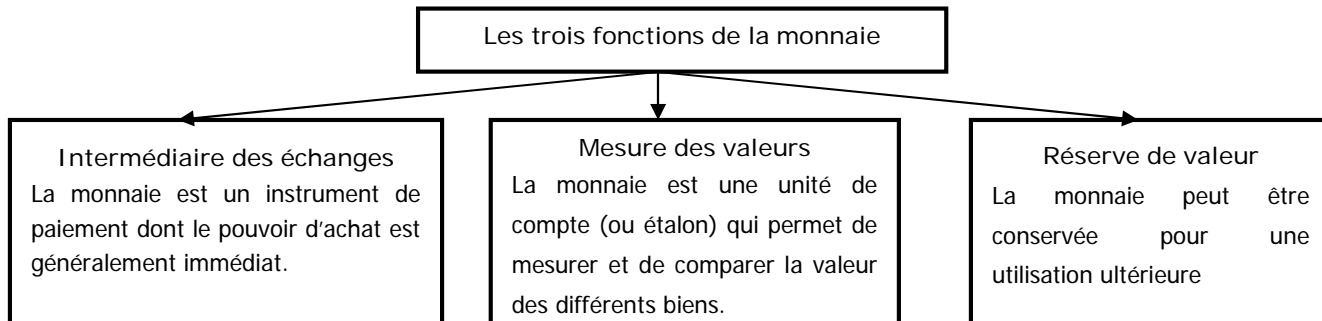 Les trois fonctions de la monnaie
Intermédiaire des échanges
La monnaie est un instrument de
paiement dont le pouvoir d'achat est
généralement immédiat.
Mesure des valeurs
La monnaie est une unité de
compte (ou étalon) qui permet de
mesurer et de comparer la valeur
des différents biens.
Réserve de valeur
La monnaie peut être
conservée pour une
utilisation ultérieure